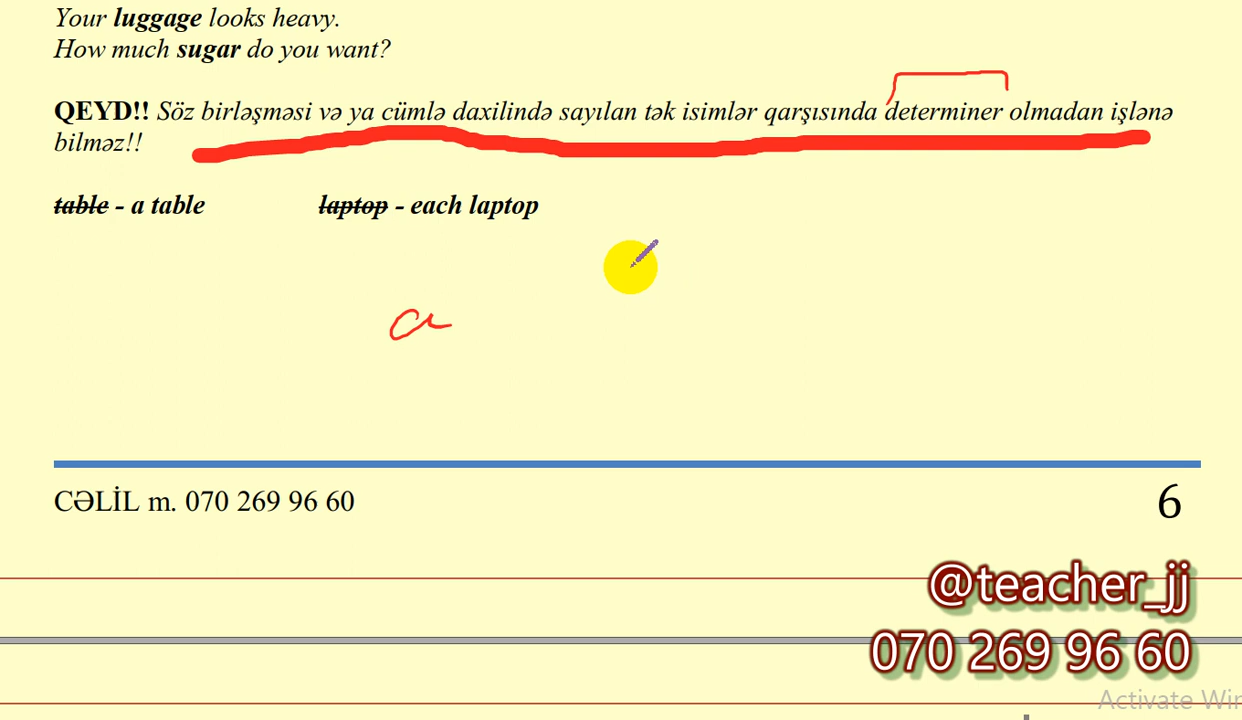 Your luggage looks heavy.
How much sugar do you want?
QEYD!! Söz birləşməsi və ya cümlə daxilində sayılan tək isimlər qarşısında determiner olmadan işlənə
bilməz!!
table - a table laptop - each laptop
a
CƏLİL m. 070 269 96 60 6
@teacher_jj
070 269 96 60
Activate Win